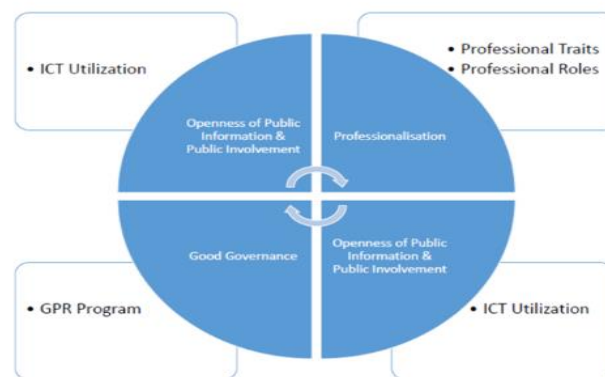 • ICT Utilization
• Professional Traits
• Professional Roles
Openness of Public
Information &
Public Involvement
Professionalisation
Good Governance
Openness of Public
Information &
Public Involvement
• GPR Program
• ICT Utilization